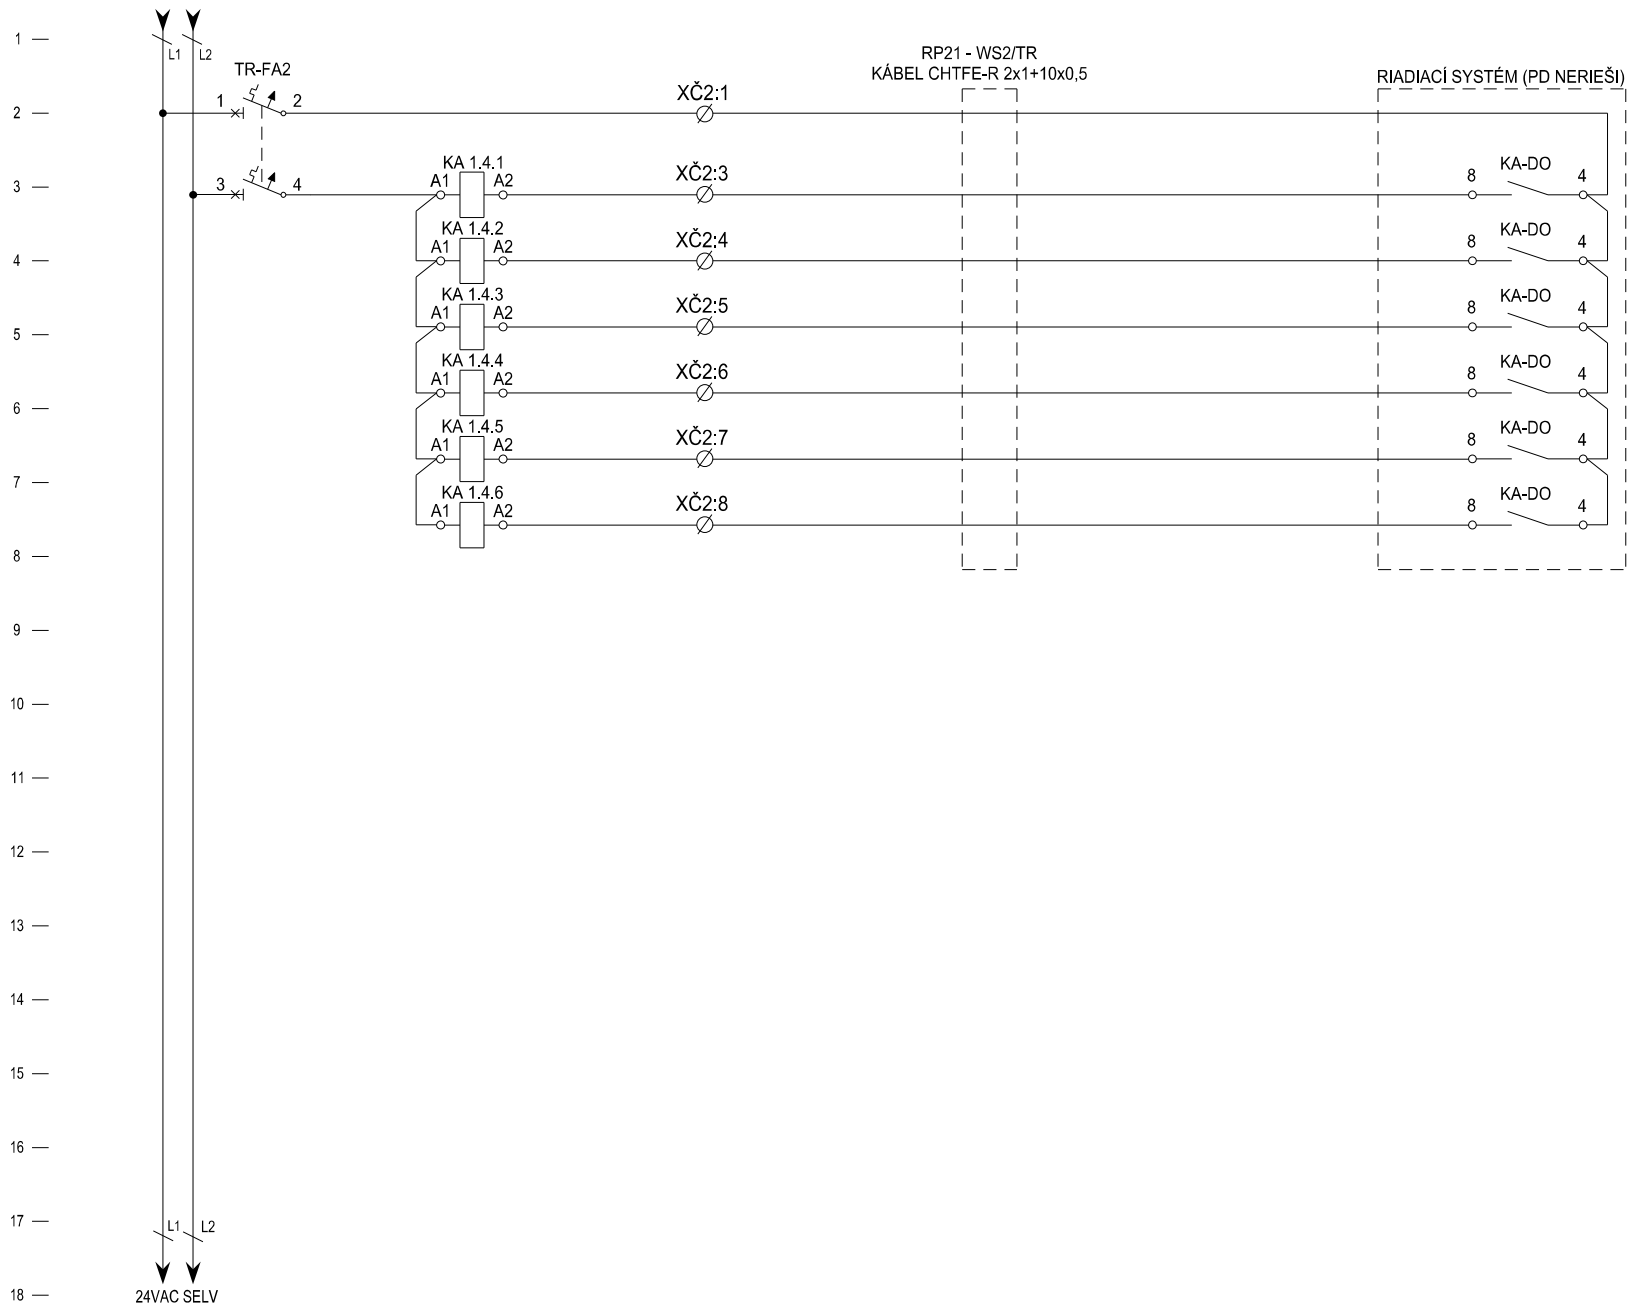 1
L1
L2
TR-FA2
RP21 - WS2/TR
KÁBEL CHTFE-R 2x1+10x0,5
RIADIACÍ SYSTÉM (PD NERIEŠI)
2
1
2
XČ2:1
3
3
4
KA 1.4.1
A1
A2
XČ2:3
8
KA-DO
4
4
KA 1.4.2
A1
A2
XČ2:4
8
KA-DO
4
5
KA 1.4.3
A1
A2
XČ2:5
8
KA-DO
4
6
KA 1.4.4
A1
A2
XČ2:6
8
KA-DO
4
7
KA 1.4.5
A1
A2
XČ2:7
8
KA-DO
4
8
KA 1.4.6
A1
A2
XČ2:8
8
KA-DO
4
9
10
11
12
13
14
15
16
17
L1
L2
18
24VAC SELV